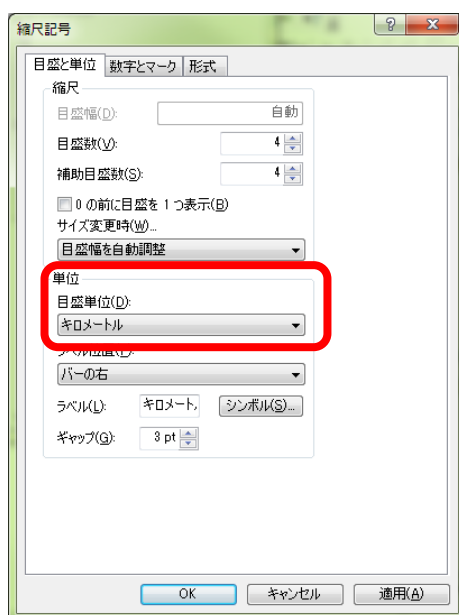 縮尺記号
目盛と単位 数字とマーク 形式
縮尺
目盛幅(D): 自動
目盛数(V): 4
補助目盛数(S): 4
0 の前に目盛を 1 つ表示(B)
サイズ変更時(W)...
目盛幅を自動調整
単位
目盛単位(D):
キロメートル
ラベル位置(P):
バーの右
ラベル(L): キロメート, シンボル(S)...
ギャップ(G): 3 pt
OK キャンセル 適用(A)